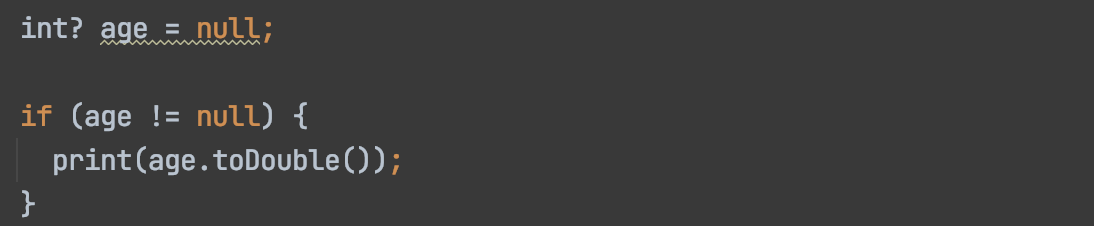 int? age = null;
if (age != null) {
  print(age.toDouble());
}